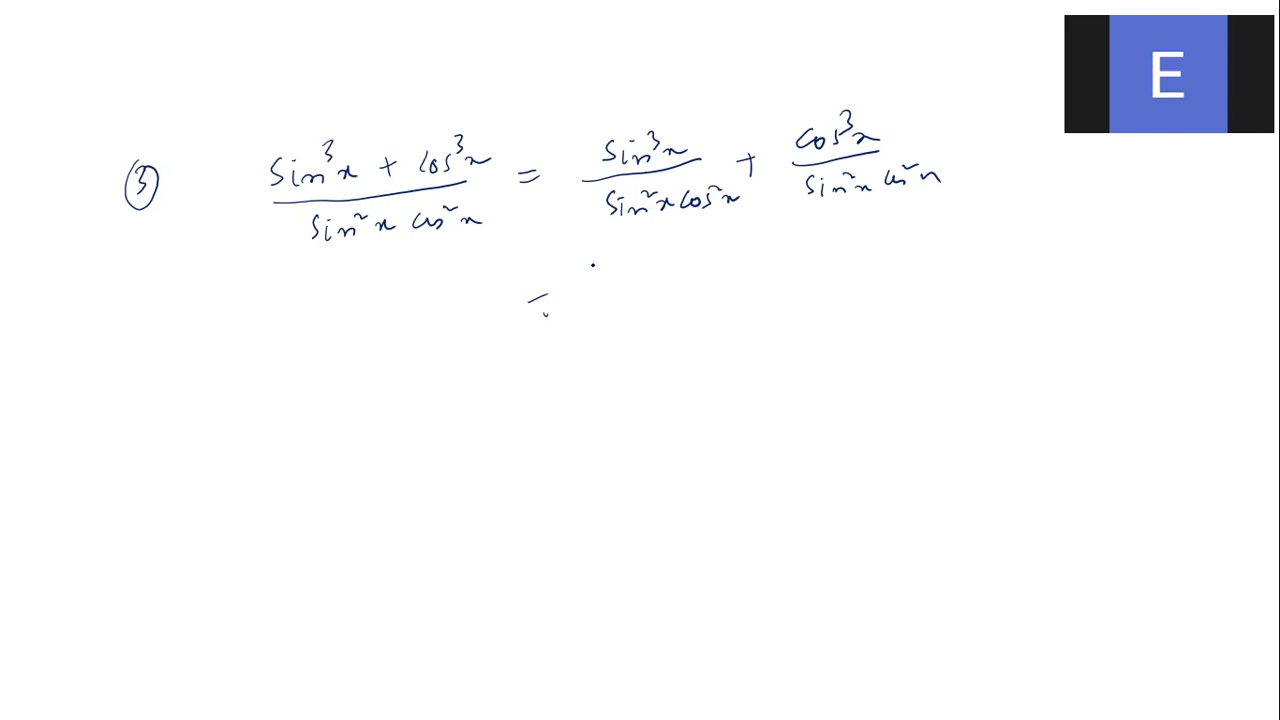 E
③ sin³x + cos³x / sin²x cos²x = sin³x / sin²x cos²x + cos³x / sin²x cos²x
=